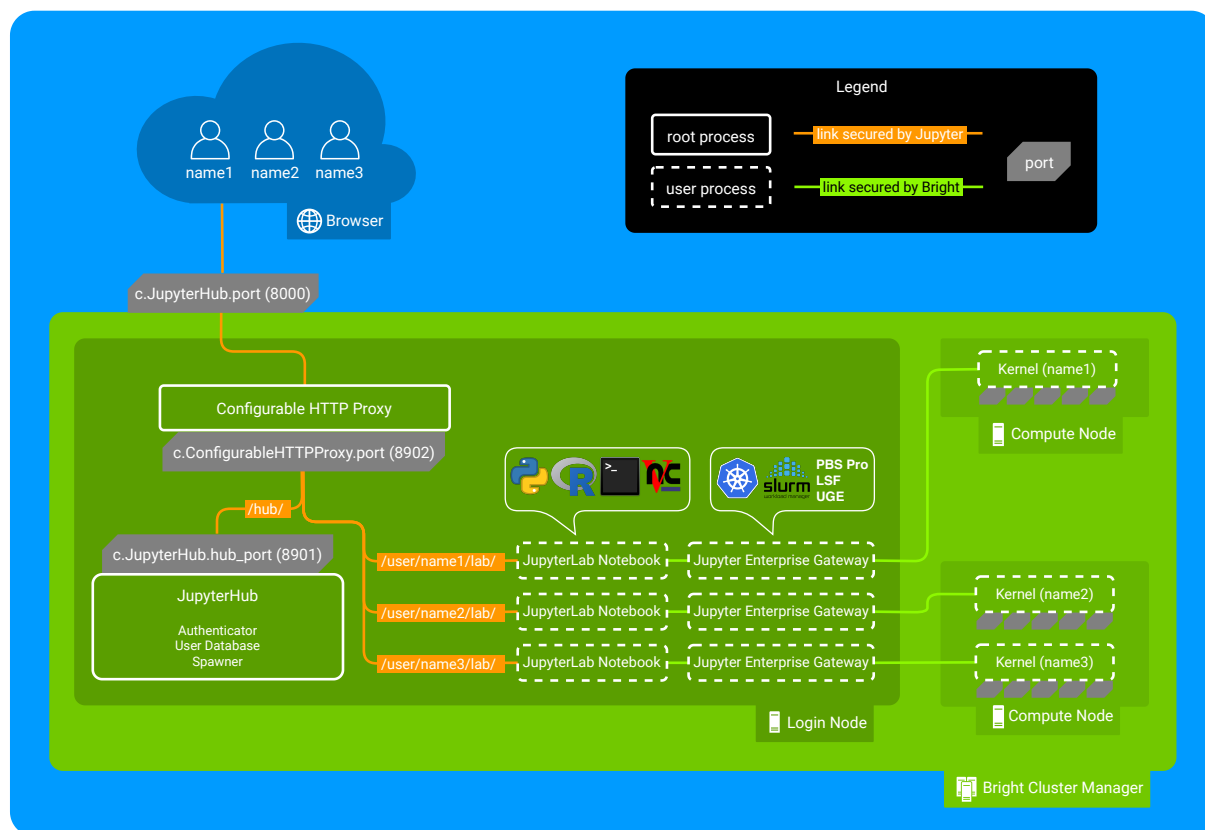 Legend
root process
link secured by Jupyter
port
user process
link secured by Bright
name1
name2
name3
Browser
c.JupyterHub.port (8000)
Configurable HTTP Proxy
c.ConfigurableHTTPProxy.port (8902)
/hub/
c.JupyterHub.hub_port (8901)
JupyterHub
Authenticator
User Database
Spawner
R
>_
slurm
workload manager
PBS Pro
LSF
UGE
/user/name1/lab/
JupyterLab Notebook
Jupyter Enterprise Gateway
/user/name2/lab/
JupyterLab Notebook
Jupyter Enterprise Gateway
/user/name3/lab/
JupyterLab Notebook
Jupyter Enterprise Gateway
Login Node
Kernel (name1)
Compute Node
Kernel (name2)
Kernel (name3)
Compute Node
Bright Cluster Manager